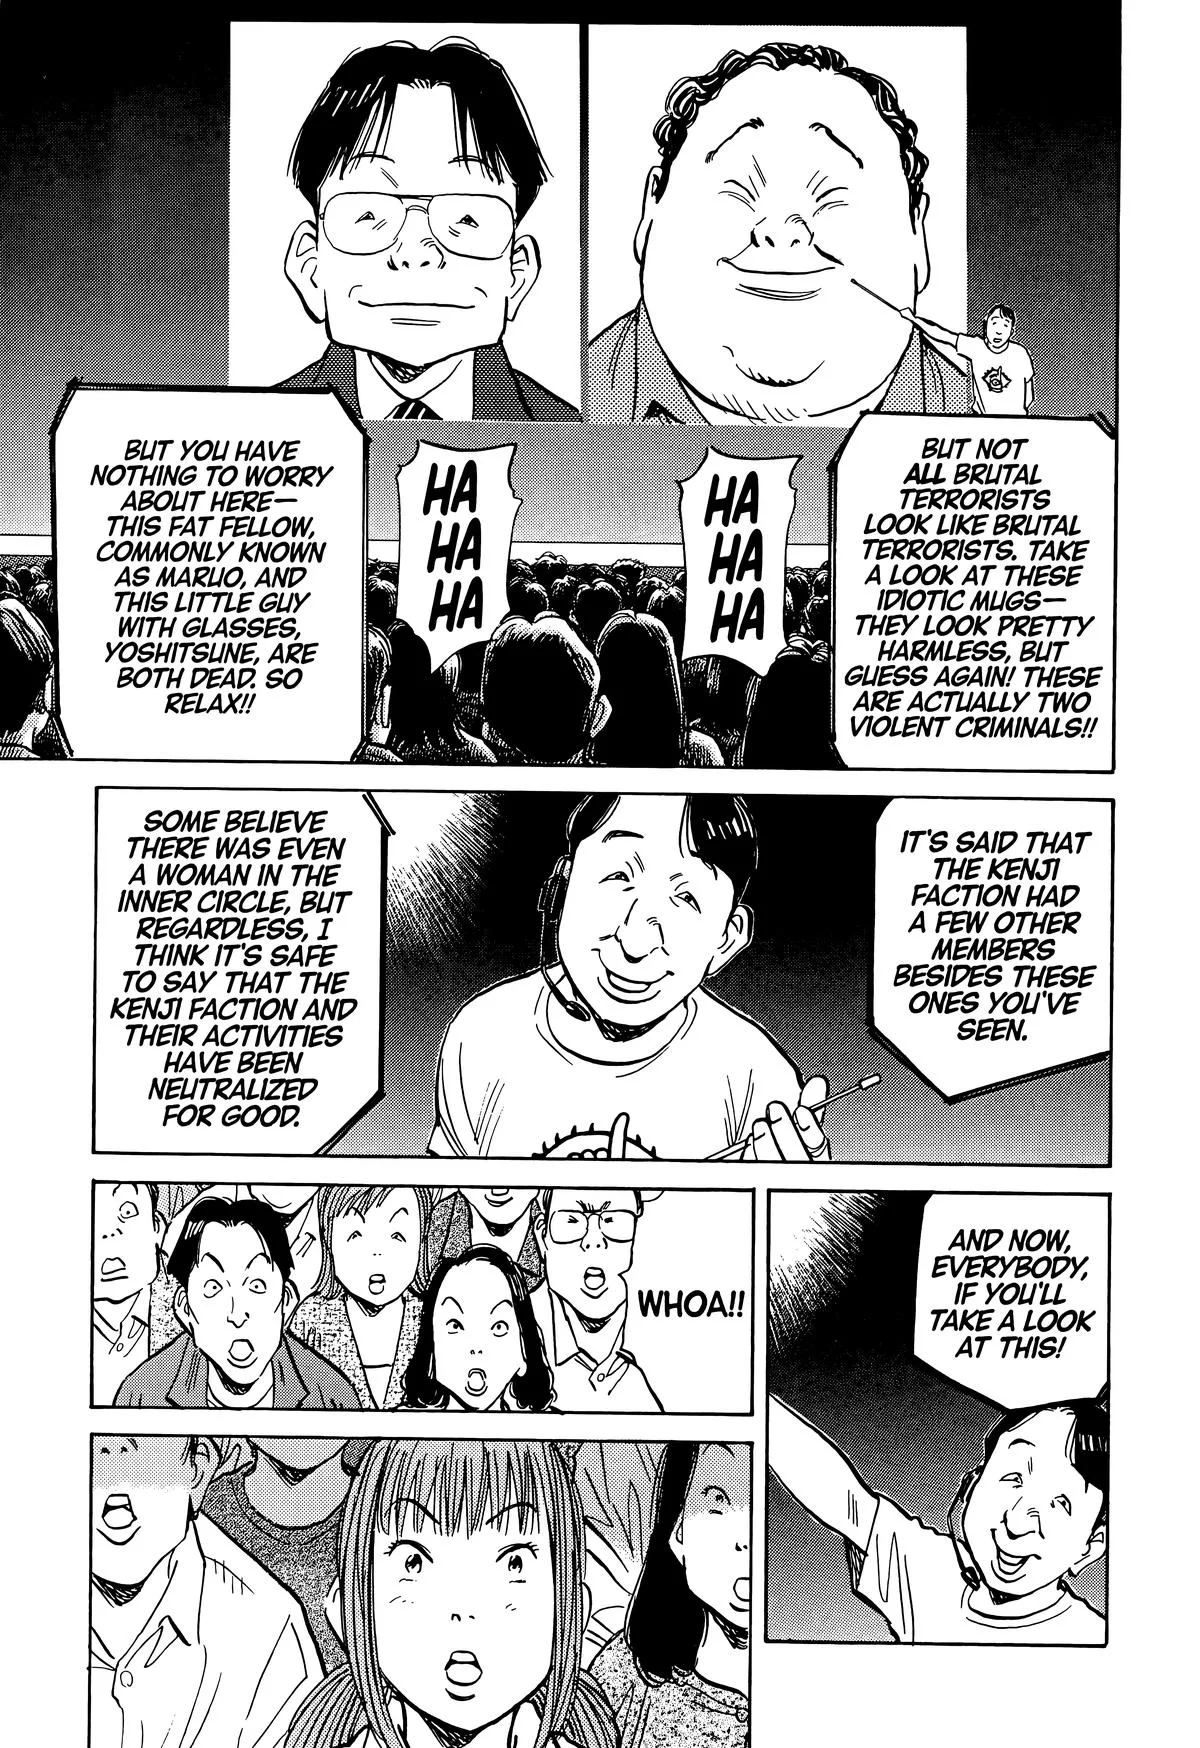 BUT NOT
ALL BRUTAL
TERRORISTS
LOOK LIKE BRUTAL
TERRORISTS. TAKE
A LOOK AT THESE
IDIOTIC MUGS—
THEY LOOK PRETTY
HARMLESS, BUT
GUESS AGAIN! THESE
ARE ACTUALLY TWO
VIOLENT CRIMINALS!!
HA
HA
HA
HA
HA
HA
BUT YOU HAVE
NOTHING TO WORRY
ABOUT HERE—
THIS FAT FELLOW,
COMMONLY KNOWN
AS MARUO, AND
THIS LITTLE GUY
WITH GLASSES,
YOSHITSUNE, ARE
BOTH DEAD. SO
RELAX!!
IT'S SAID THAT
THE KENJI
FACTION HAD
A FEW OTHER
MEMBERS
BESIDES THESE
ONES YOU'VE
SEEN.
SOME BELIEVE
THERE WAS EVEN
A WOMAN IN THE
INNER CIRCLE, BUT
REGARDLESS, I
THINK IT'S SAFE
TO SAY THAT THE
KENJI FACTION AND
THEIR ACTIVITIES
HAVE BEEN
NEUTRALIZED
FOR GOOD.
AND NOW,
EVERYBODY,
IF YOU'LL
TAKE A LOOK
AT THIS!
WHOA!!